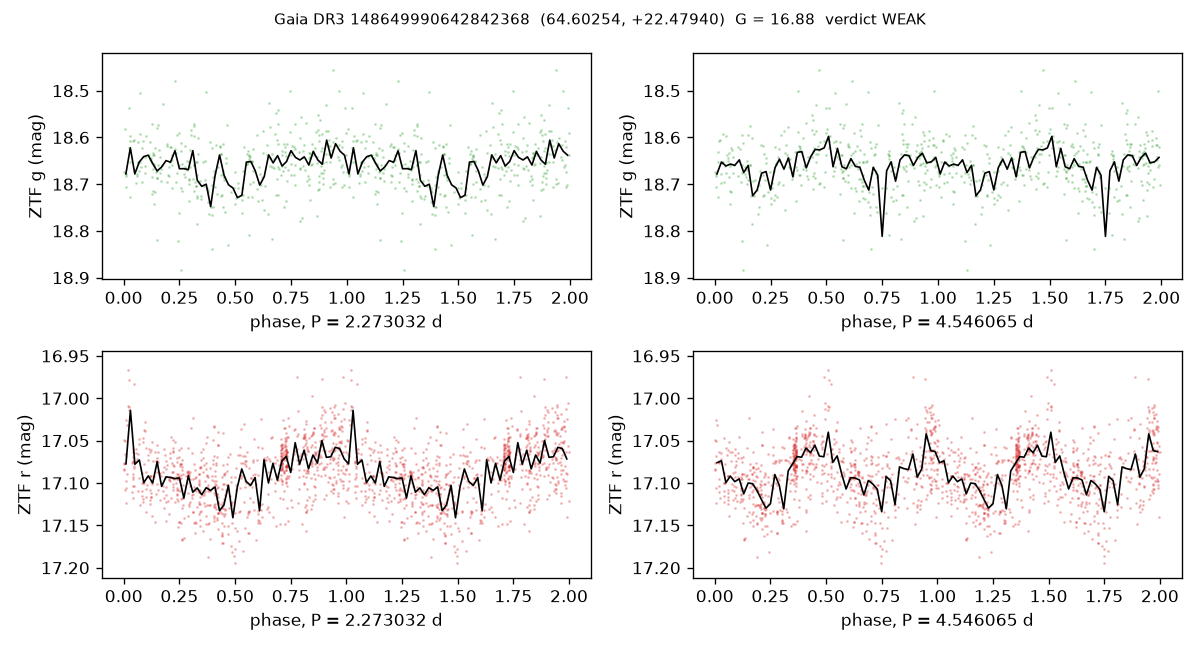 Gaia DR3 148649990642842368  (64.60254, +22.47940)  G = 16.88  verdict WEAK
ZTF g (mag)
18.5
18.6
18.7
18.8
18.9
0.00 0.25 0.50 0.75 1.00 1.25 1.50 1.75 2.00
phase, P = 2.273032 d
ZTF g (mag)
18.5
18.6
18.7
18.8
18.9
0.00 0.25 0.50 0.75 1.00 1.25 1.50 1.75 2.00
phase, P = 4.546065 d
ZTF r (mag)
16.95
17.00
17.05
17.10
17.15
17.20
0.00 0.25 0.50 0.75 1.00 1.25 1.50 1.75 2.00
phase, P = 2.273032 d
ZTF r (mag)
16.95
17.00
17.05
17.10
17.15
17.20
0.00 0.25 0.50 0.75 1.00 1.25 1.50 1.75 2.00
phase, P = 4.546065 d